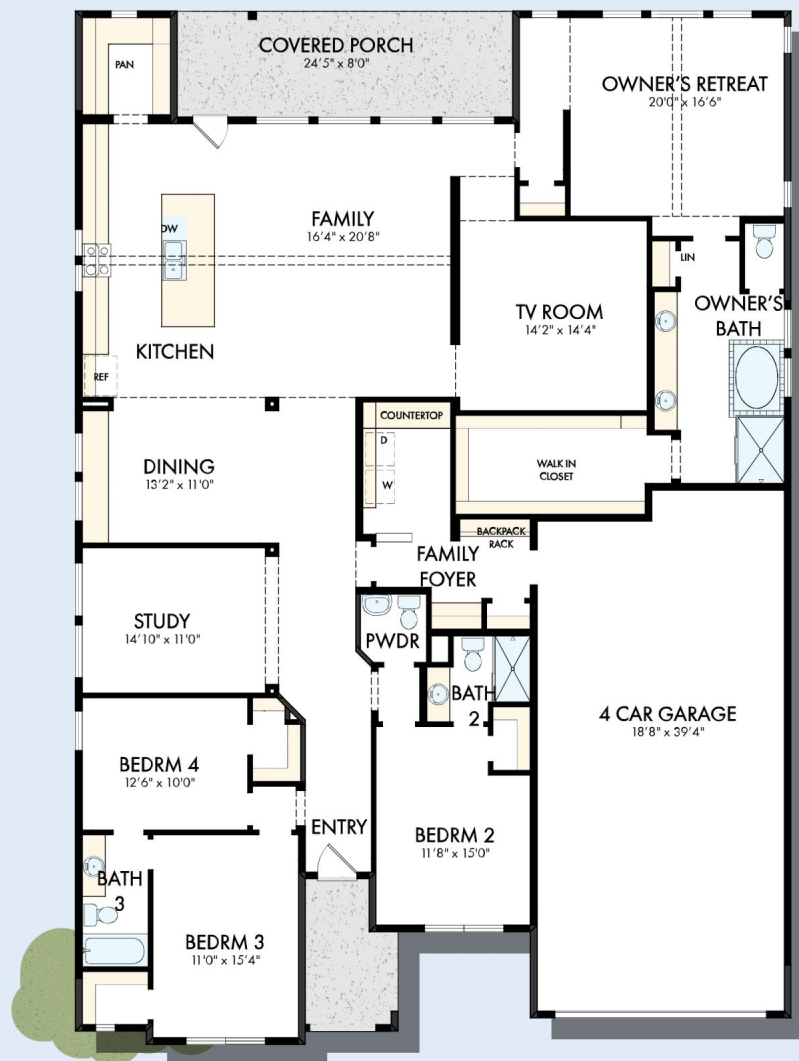 COVERED PORCH
24'5" x 8'0"
PAN
OWNER'S RETREAT
20'0" x 16'6"
DW
FAMILY
16'4" x 20'8"
LIN
TV ROOM
14'2" x 14'4"
OWNER'S
BATH
KITCHEN
REF
COUNTERTOP
D
W
DINING
13'2" x 11'0"
WALK IN
CLOSET
BACKPACK
RACK
FAMILY
FOYER
STUDY
14'10" x 11'0"
PWDR
BATH
2
4 CAR GARAGE
18'8" x 39'4"
BEDRM 4
12'6" x 10'0"
ENTRY
BEDRM 2
11'8" x 15'0"
BATH
3
BEDRM 3
11'0" x 15'4"